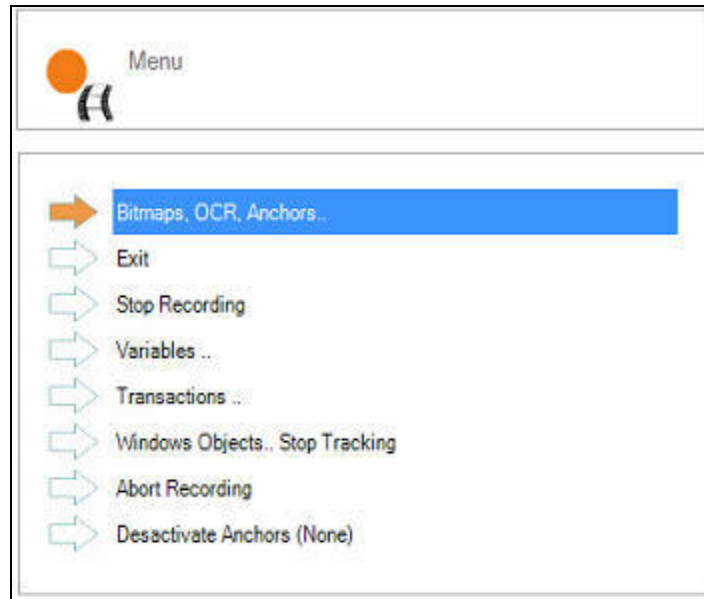 Menu
Bitmaps, OCR, Anchors..
Exit
Stop Recording
Variables ..
Transactions ..
Windows Objects.. Stop Tracking
Abort Recording
Desactivate Anchors (None)